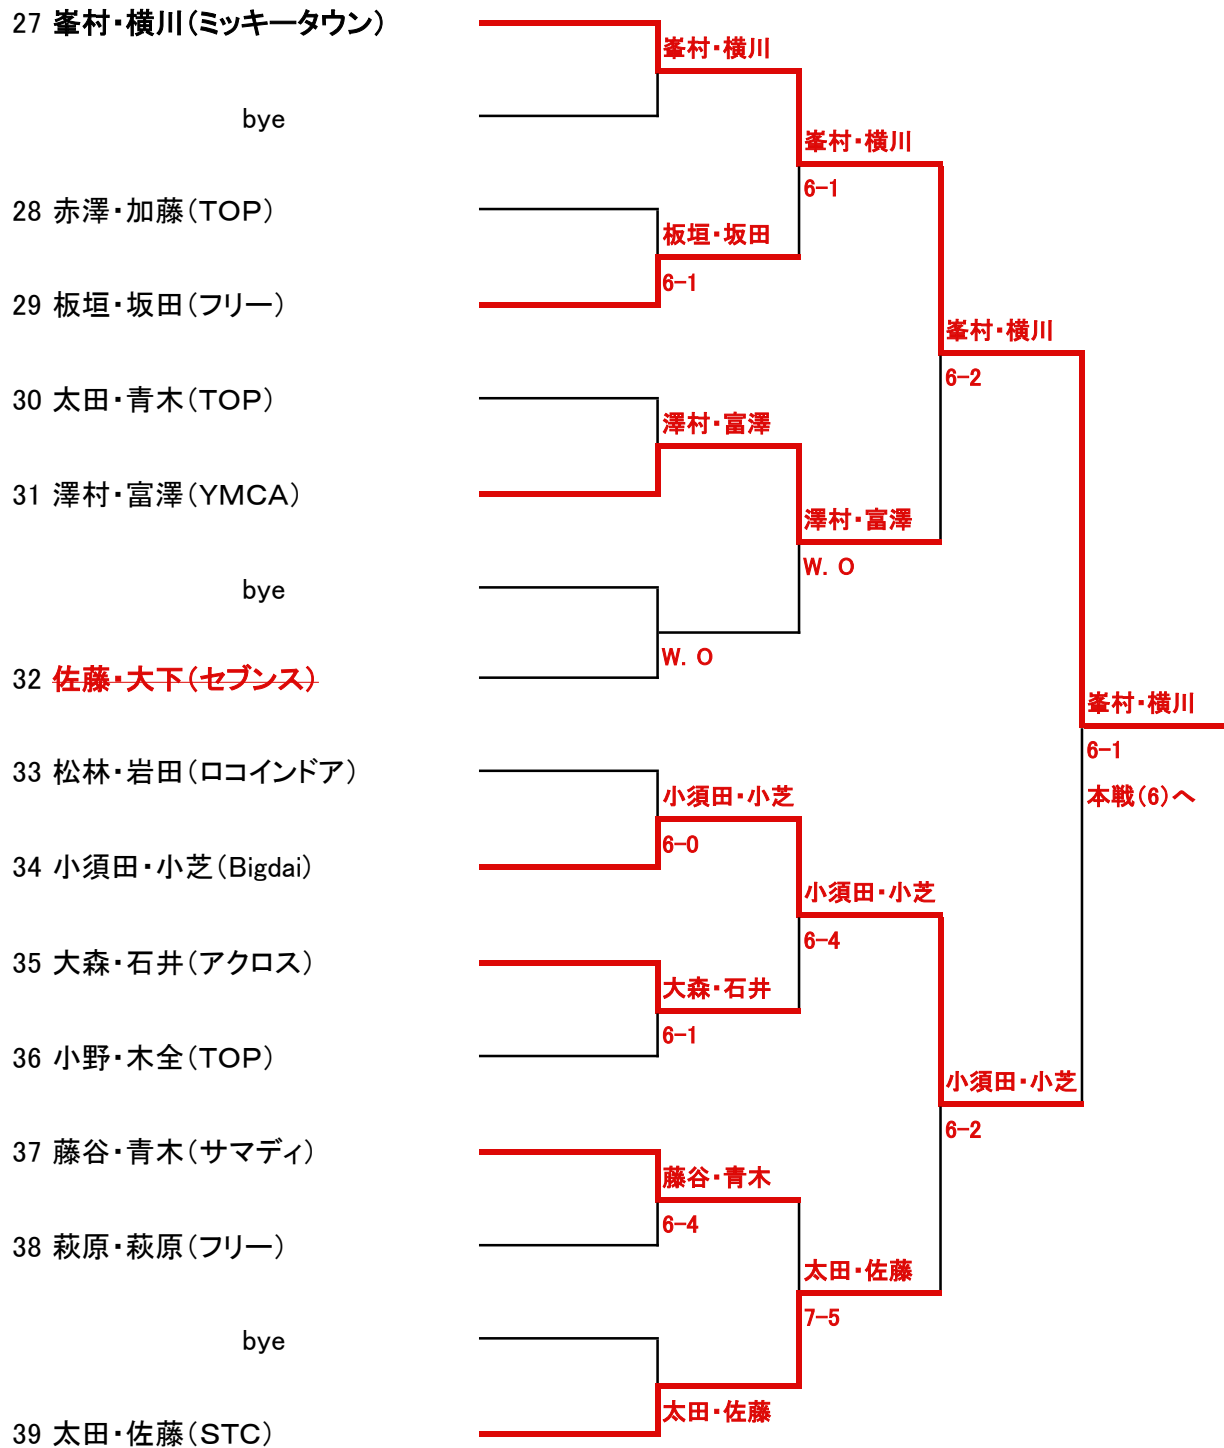 27 峯村・横川(ミッキータウン)
峯村・横川
bye
峯村・横川
6-1
28 赤澤・加藤(TOP)
板垣・坂田
6-1
29 板垣・坂田(フリー)
峯村・横川
6-2
30 太田・青木(TOP)
澤村・富澤
31 澤村・富澤(YMCA)
澤村・富澤
W. O
bye
W. O
32 佐藤・大下(セブンス)
峯村・横川
6-1
本戦(6)へ
33 松林・岩田(ロコインドア)
小須田・小芝
6-0
34 小須田・小芝(Bigdai)
小須田・小芝
6-4
35 大森・石井(アクロス)
大森・石井
6-1
36 小野・木全(TOP)
小須田・小芝
6-2
37 藤谷・青木(サマディ)
藤谷・青木
6-4
38 萩原・萩原(フリー)
太田・佐藤
7-5
bye
太田・佐藤
39 太田・佐藤(STC)